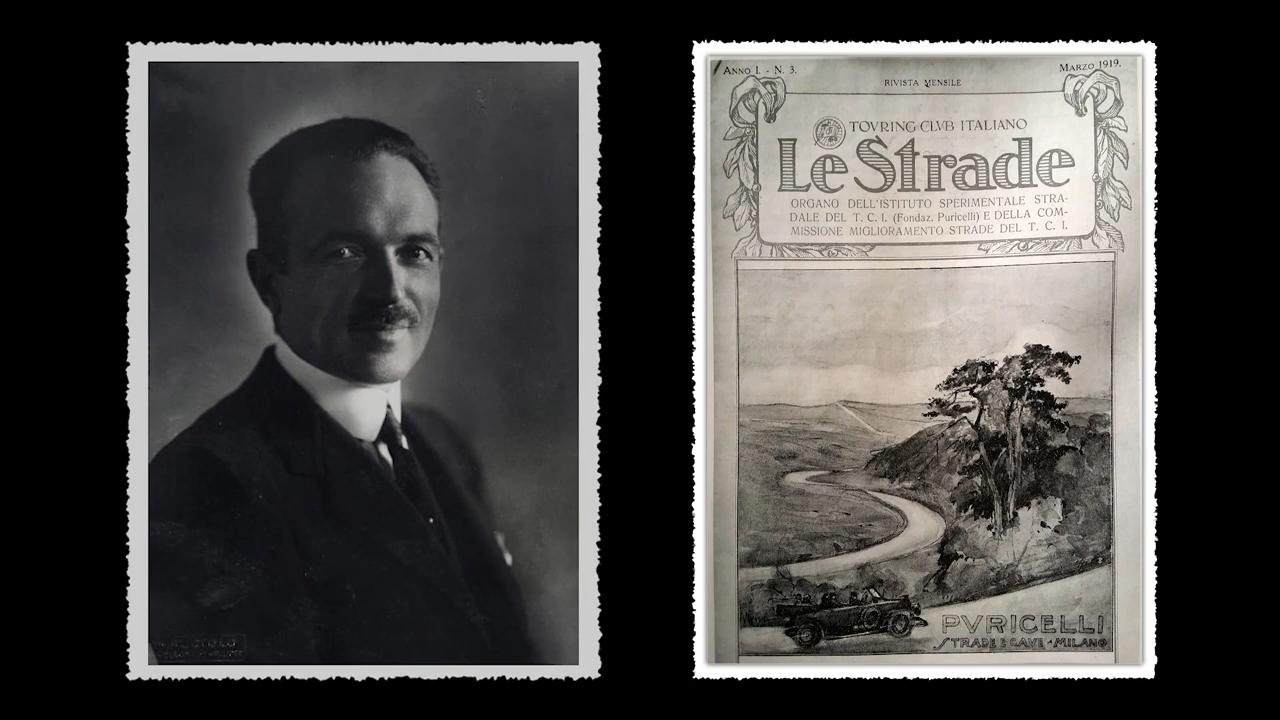 ANNO I. - N. 3.
MARZO 1919.
RIVISTA MENSILE
TOVRING CLVB ITALIANO
Le Strade
ORGANO DELL'ISTITUTO SPERIMENTALE STRA-
DALE DEL T. C. I. (Fondaz. Puricelli) E DELLA COM-
MISSIONE MIGLIORAMENTO STRADE DEL T. C. I.
PVRICELLI
STRADE E CAVE - MILANO